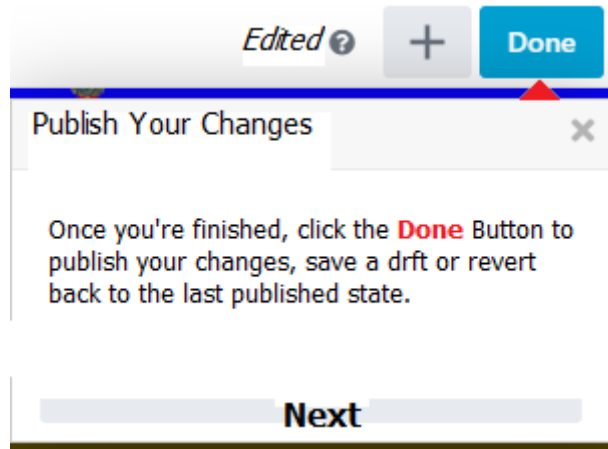 Edited ? + Done
Publish Your Changes ×
Once you're finished, click the Done Button to
publish your changes, save a drft or revert
back to the last published state.
Next